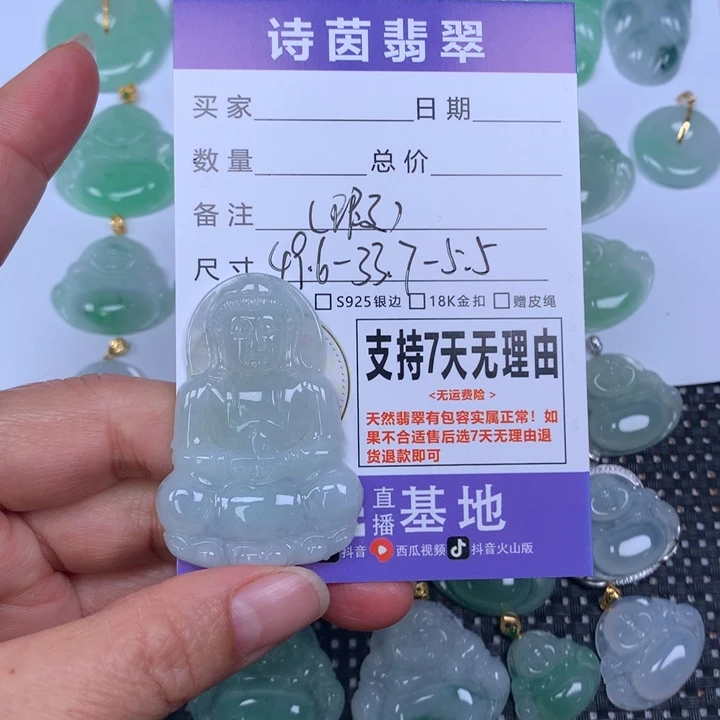 诗茵翡翠
买家 日期
数量 总价
备注 (瑕)
尺寸 49.6-33.7-5.5
S925银边 18K金扣 赠皮绳
支持7天无理由
<无运费险>
天然翡翠有包容实属正常!如
果不合适售后选7天无理由退
货退款即可
直播基地
抖音 西瓜视频 抖音火山版